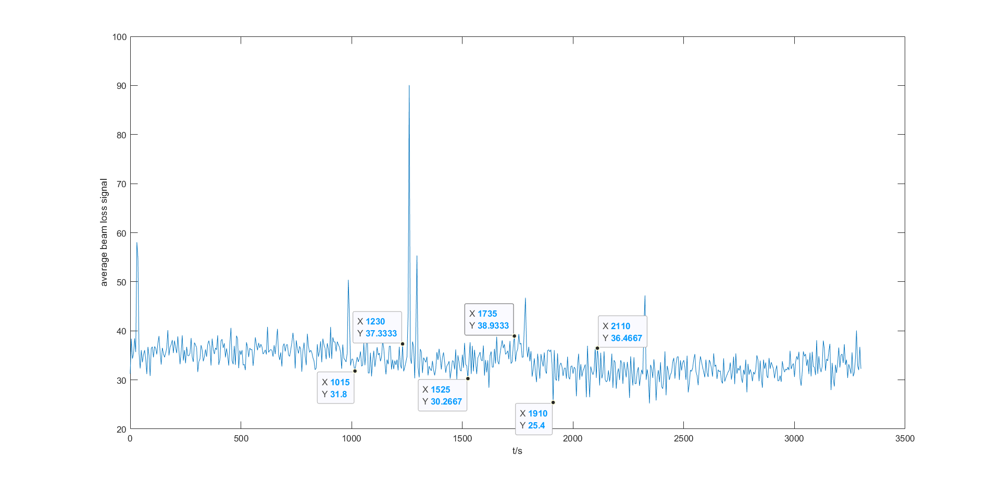 100
90
80
70
60
50
40
30
20
average beam loss signal
X 1230
Y 37.3333
X 1735
Y 38.9333
X 2110
Y 36.4667
X 1015
Y 31.8
X 1525
Y 30.2667
X 1910
Y 25.4
0 500 1000 1500 2000 2500 3000 3500
t/s